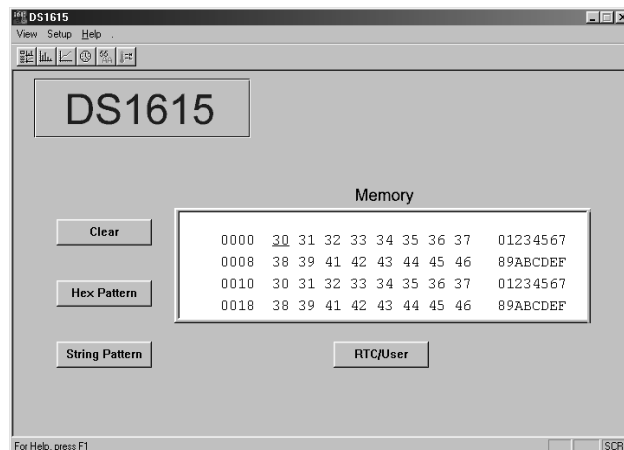 DS1615
View Setup Help .
DS1615
Memory
Clear
0000 30 31 32 33 34 35 36 37 01234567
0008 38 39 41 42 43 44 45 46 89ABCDEF
Hex Pattern
0010 30 31 32 33 34 35 36 37 01234567
0018 38 39 41 42 43 44 45 46 89ABCDEF
String Pattern
RTC/User
For Help, press F1
SCR